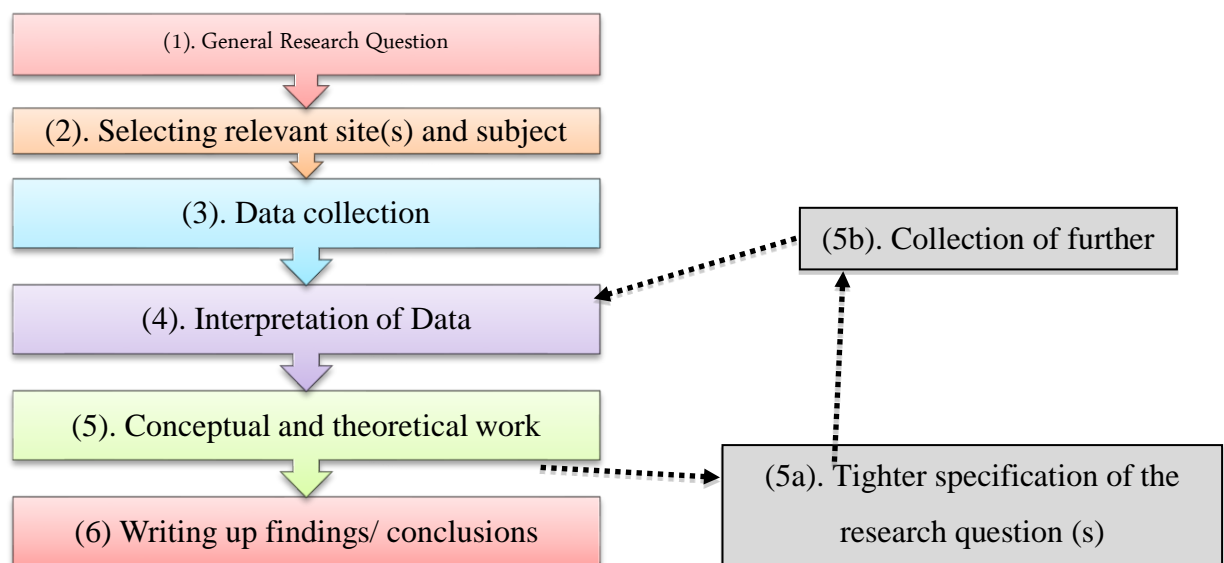 (1). General Research Question
(2). Selecting relevant site(s) and subject
(3). Data collection
(4). Interpretation of Data
(5). Conceptual and theoretical work
(6) Writing up findings/ conclusions
(5b). Collection of further
(5a). Tighter specification of the
research question (s)